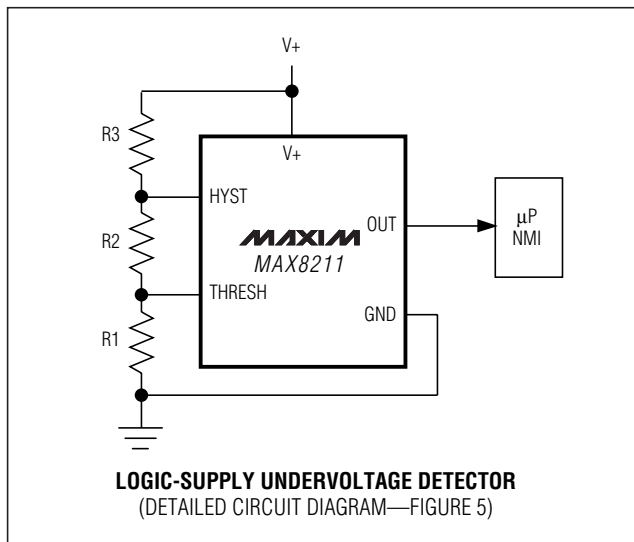 V+
R3
V+
HYST
OUT
µP
NMI
R2
MAXIM
MAX8211
THRESH
GND
R1
LOGIC-SUPPLY UNDERVOLTAGE DETECTOR
(DETAILED CIRCUIT DIAGRAM—FIGURE 5)